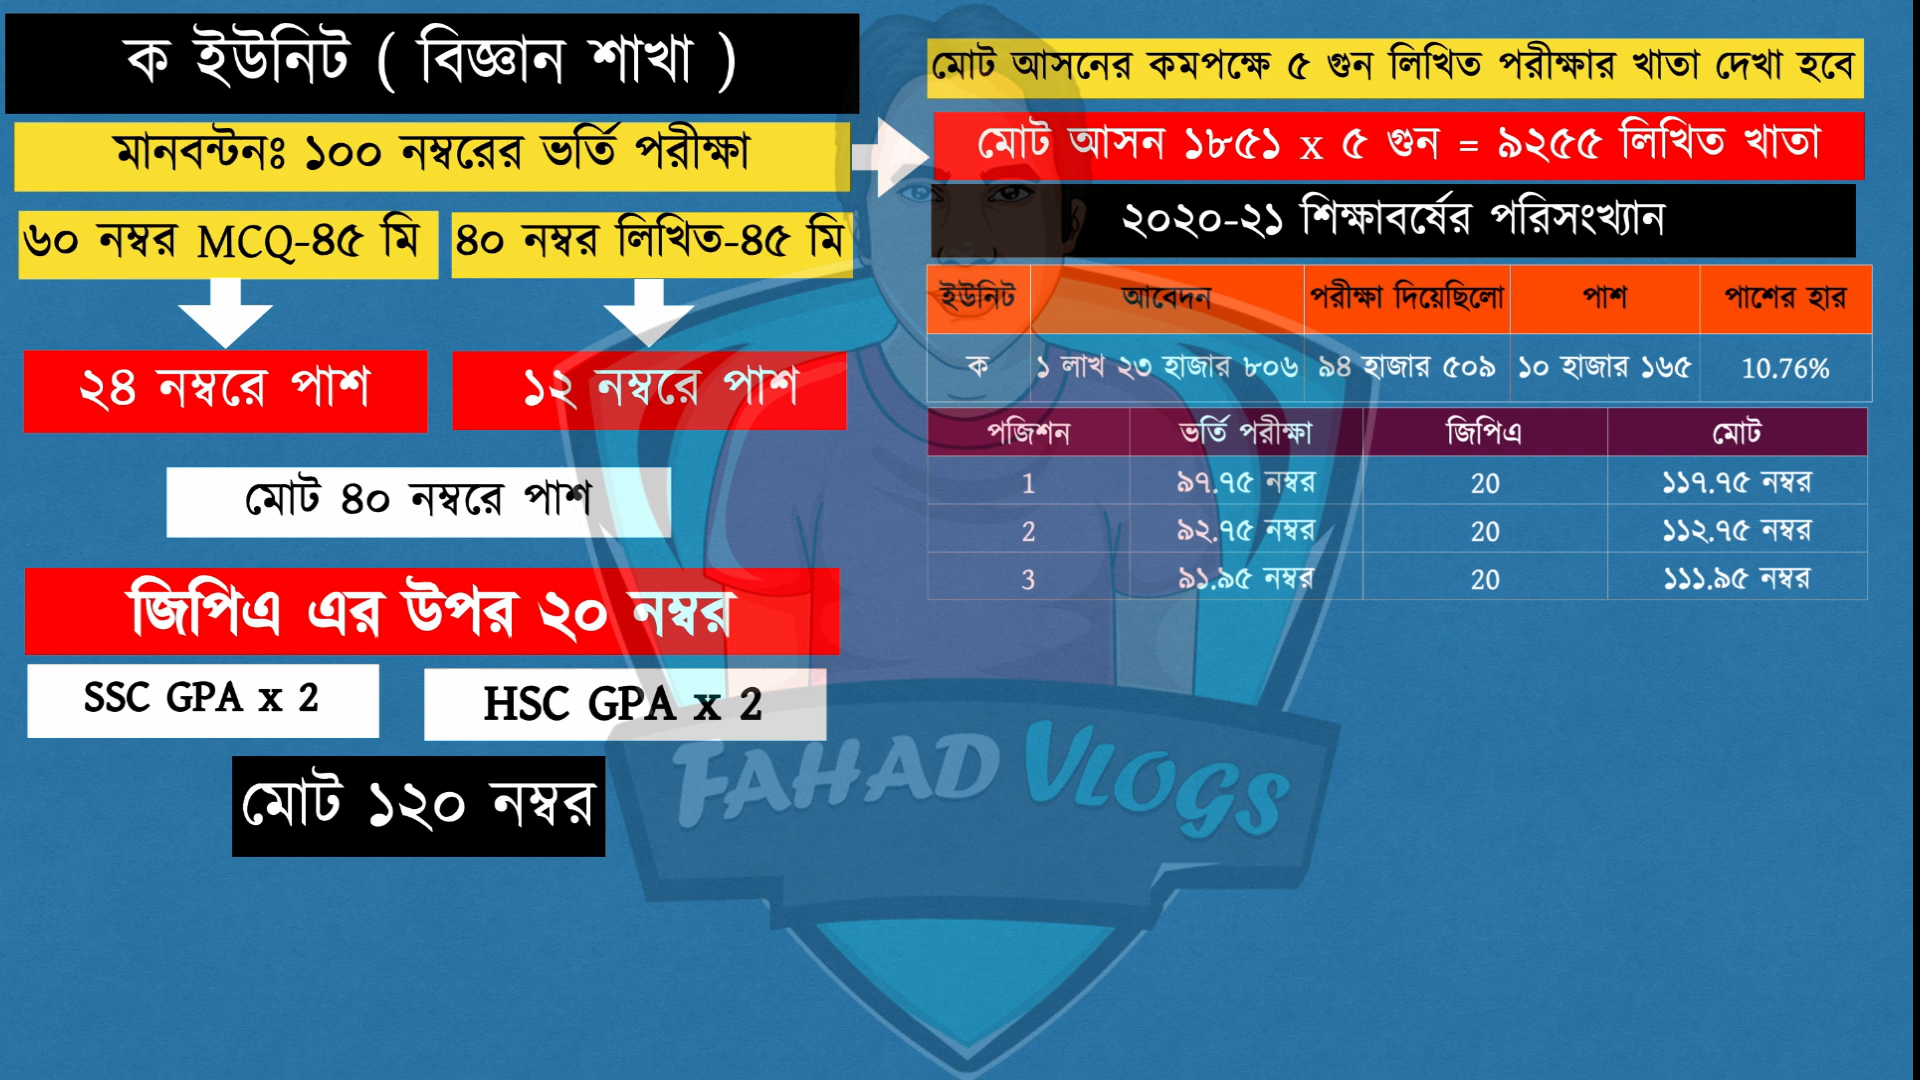 ক ইউনিট ( বিজ্ঞান শাখা )
মানবন্টনঃ ১০০ নম্বরের ভর্তি পরীক্ষা
৬০ নম্বর MCQ-৪৫ মি
৪০ নম্বর লিখিত-৪৫ মি
২৪ নম্বরে পাশ
১২ নম্বরে পাশ
মোট ৪০ নম্বরে পাশ
জিপিএ এর উপর ২০ নম্বর
SSC GPA x 2
HSC GPA x 2
মোট ১২০ নম্বর
মোট আসনের কমপক্ষে ৫ গুন লিখিত পরীক্ষার খাতা দেখা হবে
মোট আসন ১৮৫১ x ৫ গুন = ৯২৫৫ লিখিত খাতা
২০২০-২১ শিক্ষাবর্ষের পরিসংখ্যান
ইউনিট আবেদন পরীক্ষা দিয়েছিলো পাশ পাশের হার
ক ১ লাখ ২৩ হাজার ৮০৬ ৯৪ হাজার ৫০৯ ১০ হাজার ১৬৫ 10.76%
পজিশন ভর্তি পরীক্ষা জিপিএ মোট
1 ৯৭.৭৫ নম্বর 20 ১১৭.৭৫ নম্বর
2 ৯২.৭৫ নম্বর 20 ১১২.৭৫ নম্বর
3 ৯১.৯৫ নম্বর 20 ১১১.৯৫ নম্বর
FAHAD VLOGS